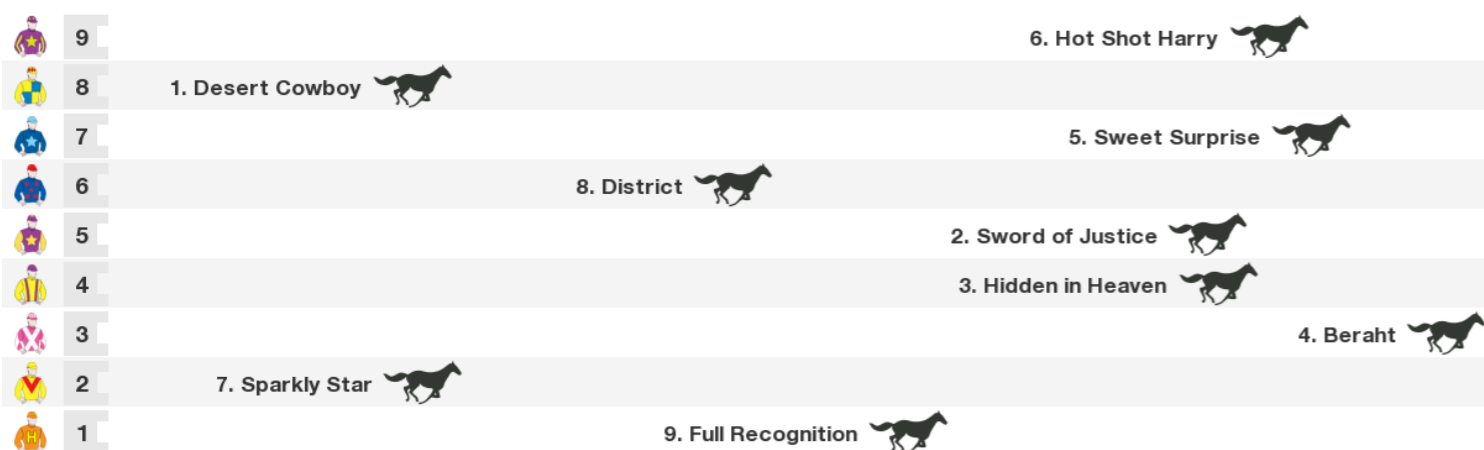 9 6. Hot Shot Harry
8 1. Desert Cowboy
7 5. Sweet Surprise
6 8. District
5 2. Sword of Justice
4 3. Hidden in Heaven
3 4. Beraht
2 7. Sparkly Star
H 1 9. Full Recognition